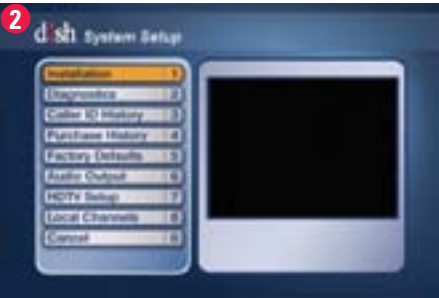 2
dish System Setup
Installation 1
Diagnostics 2
Caller ID History 3
Purchase History 4
Factory Defaults 5
Audio Output 6
HDTV Setup 7
Local Channels 8
Cancel 0